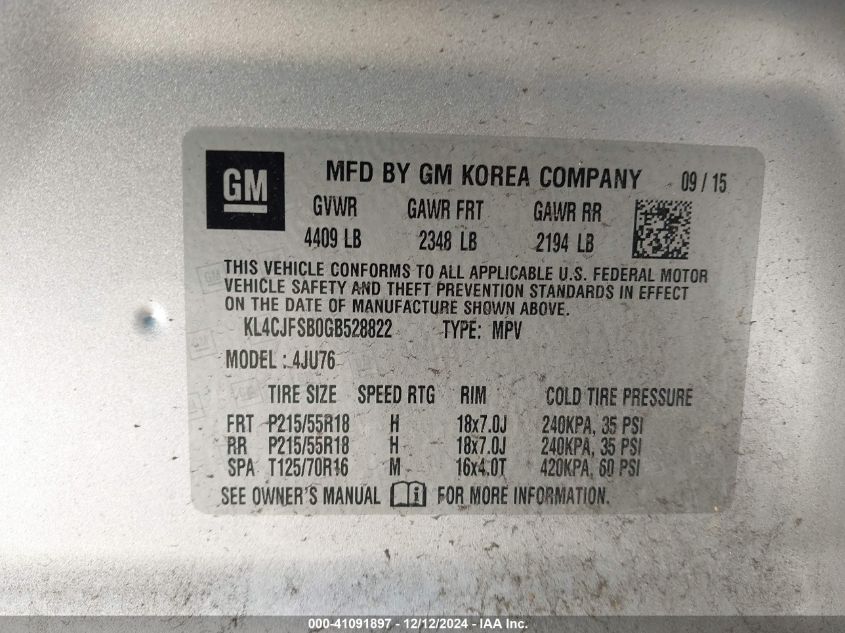 GM
MFD BY GM KOREA COMPANY 09 / 15
GVWR GAWR FRT GAWR RR
4409 LB 2348 LB 2194 LB
THIS VEHICLE CONFORMS TO ALL APPLICABLE U.S. FEDERAL MOTOR
VEHICLE SAFETY AND THEFT PREVENTION STANDARDS IN EFFECT
ON THE DATE OF MANUFACTURE SHOWN ABOVE.
KL4CJFSB0GB528822 TYPE: MPV
MODEL: 4JU76
TIRE SIZE SPEED RTG RIM COLD TIRE PRESSURE
FRT P215/55R18 H 18x7.0J 240KPA, 35 PSI
RR P215/55R18 H 18x7.0J 240KPA, 35 PSI
SPA T125/70R16 M 16x4.0T 420KPA, 60 PSI
SEE OWNER'S MANUAL i FOR MORE INFORMATION.
000-41091897 - 12/12/2024 - IAA Inc.